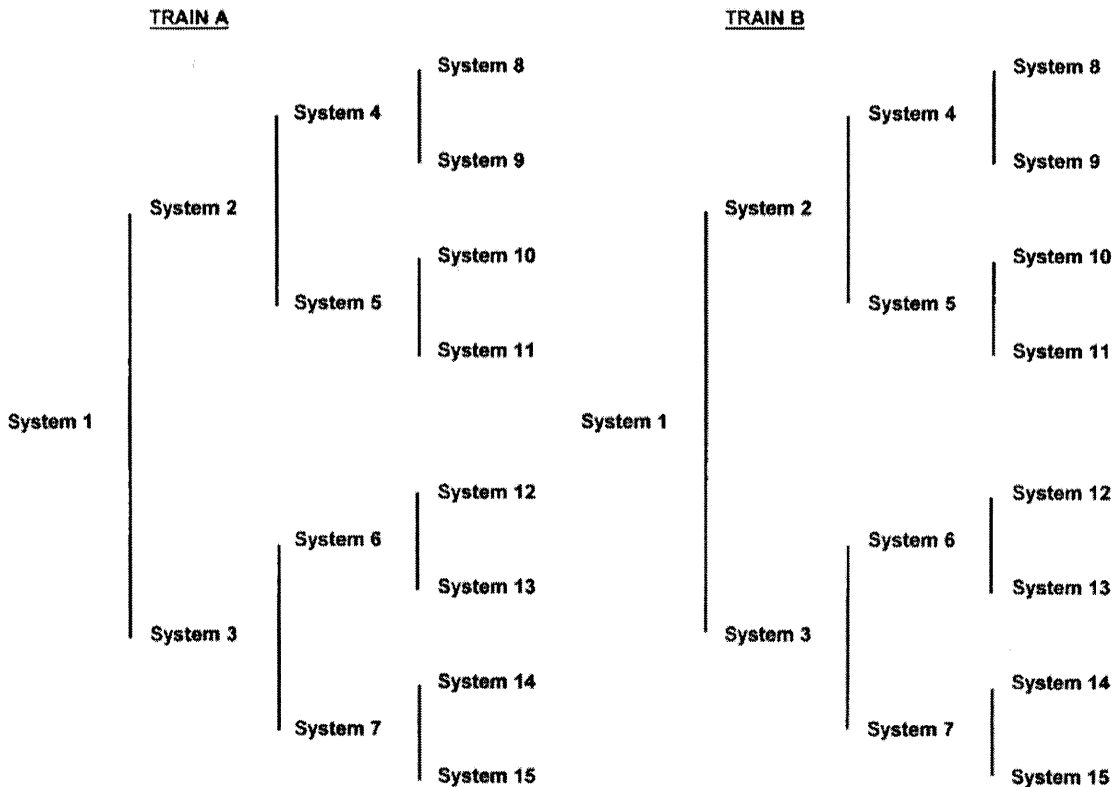 TRAIN A
System 8
System 4
System 9
System 2
System 10
System 5
System 11
System 1
System 12
System 6
System 13
System 3
System 14
System 7
System 15
TRAIN B
System 8
System 4
System 9
System 2
System 10
System 5
System 11
System 1
System 12
System 6
System 13
System 3
System 14
System 7
System 15